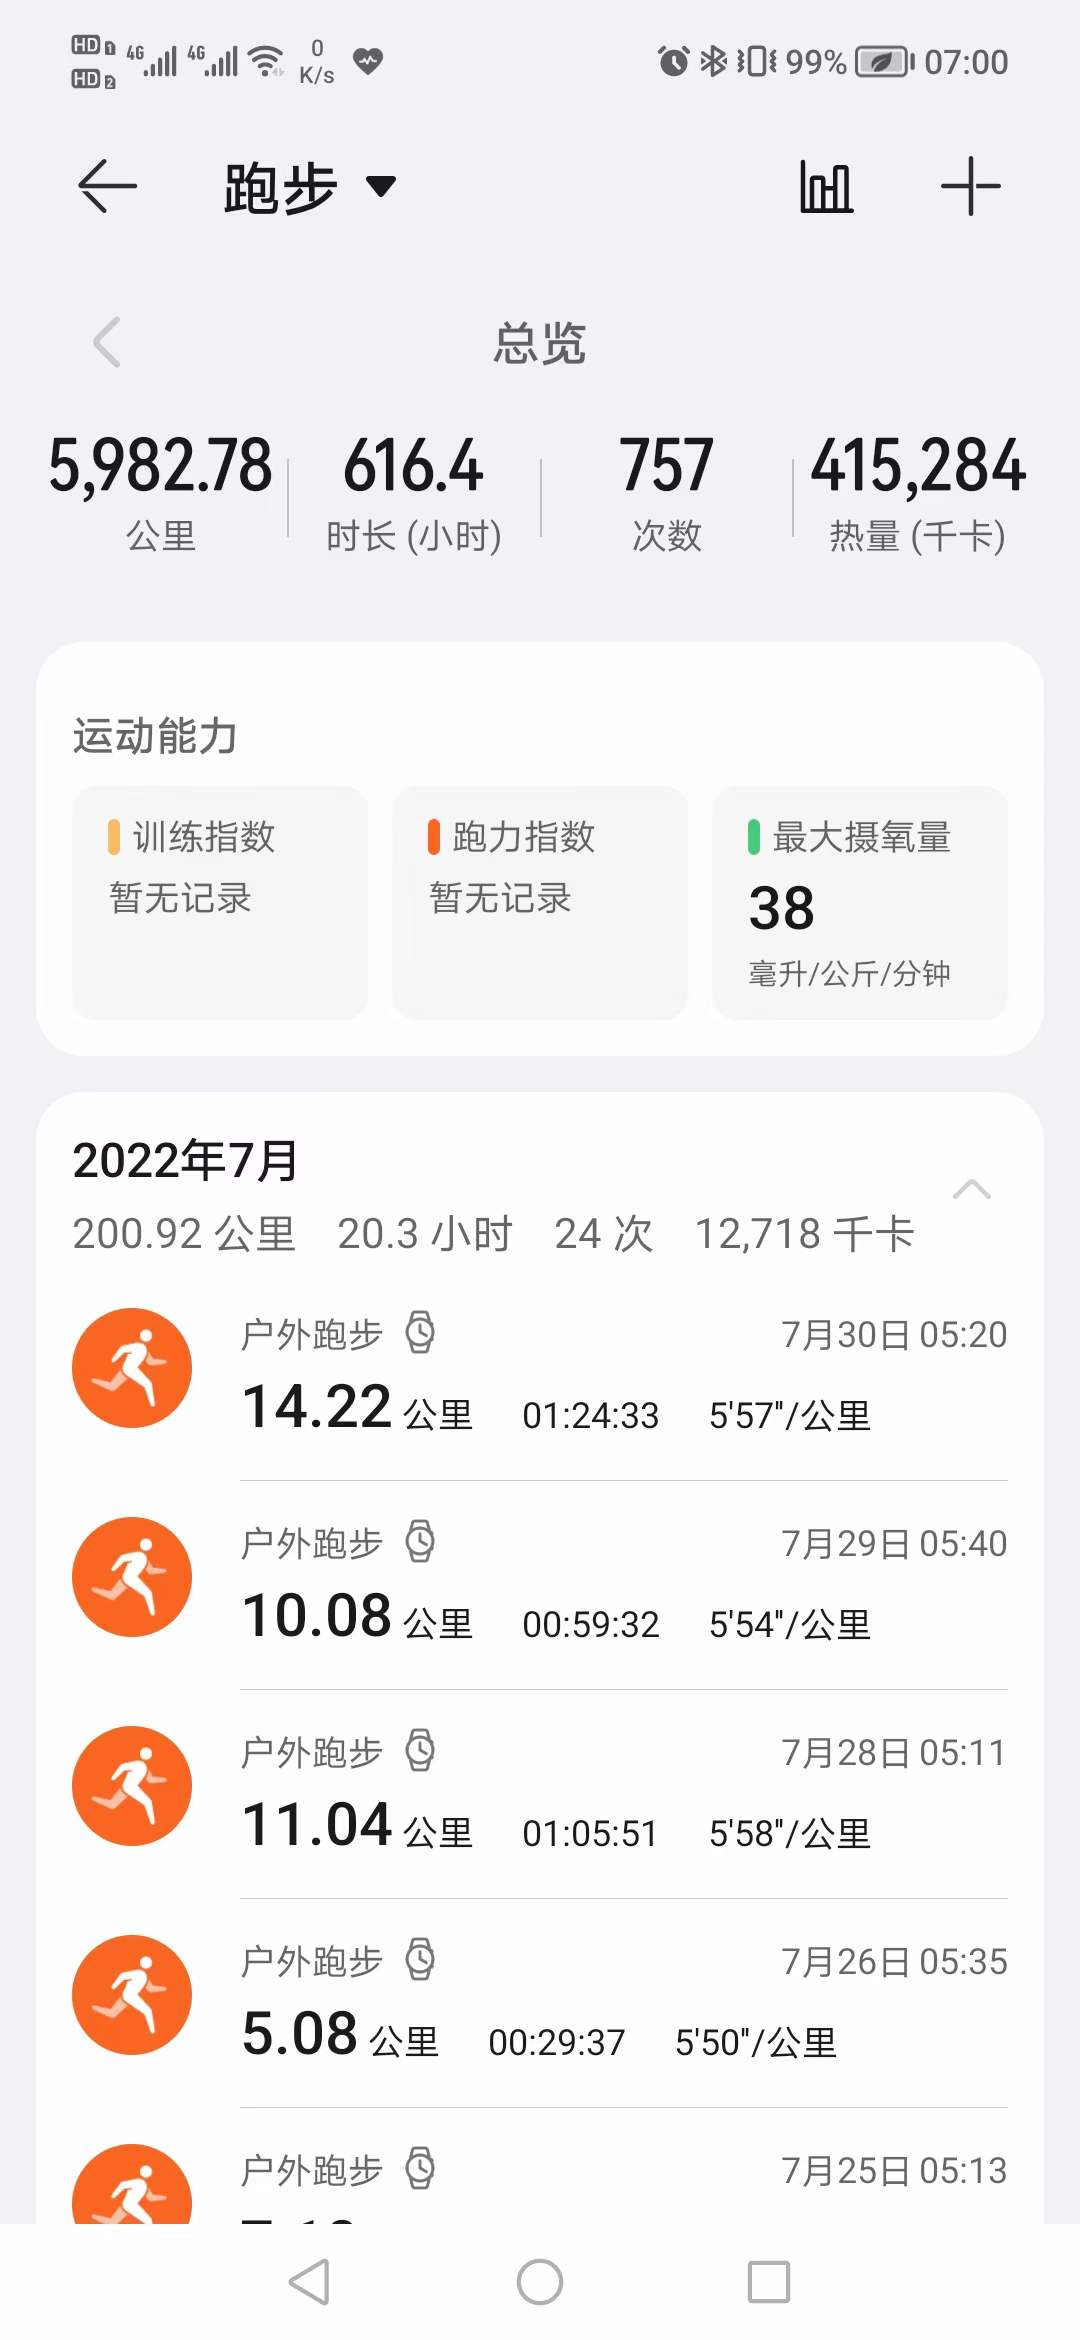 HD 1 4G 4G 0 K/s 99% 07:00
HD 2
跑步
总览
5,982.78 616.4 757 415,284
公里 时长 (小时) 次数 热量 (千卡)
运动能力
训练指数 跑力指数 最大摄氧量
暂无记录 暂无记录 38
毫升/公斤/分钟
2022年7月
200.92 公里 20.3 小时 24 次 12,718 千卡
户外跑步 7月30日 05:20
14.22 公里 01:24:33 5'57"/公里
户外跑步 7月29日 05:40
10.08 公里 00:59:32 5'54"/公里
户外跑步 7月28日 05:11
11.04 公里 01:05:51 5'58"/公里
户外跑步 7月26日 05:35
5.08 公里 00:29:37 5'50"/公里
户外跑步 7月25日 05:13